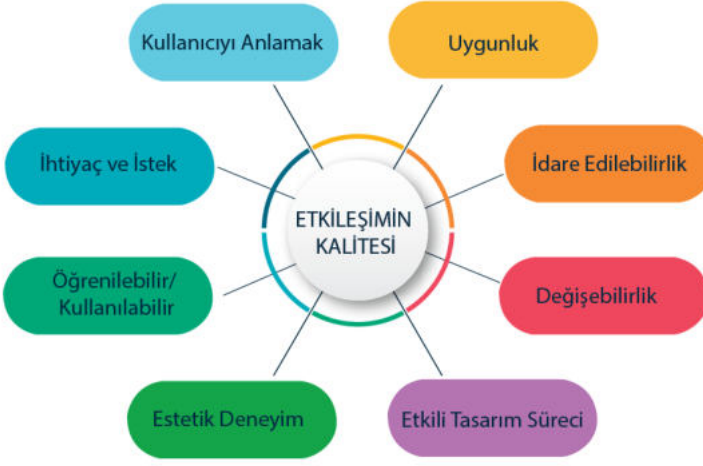 Kullanıcıyı Anlamak
Uygunluk
İhtiyaç ve İstek
İdare Edilebilirlik
ETKİLEŞİMİN
KALİTESİ
Öğrenilebilir/
Kullanılabilir
Değişebilirlik
Estetik Deneyim
Etkili Tasarım Süreci